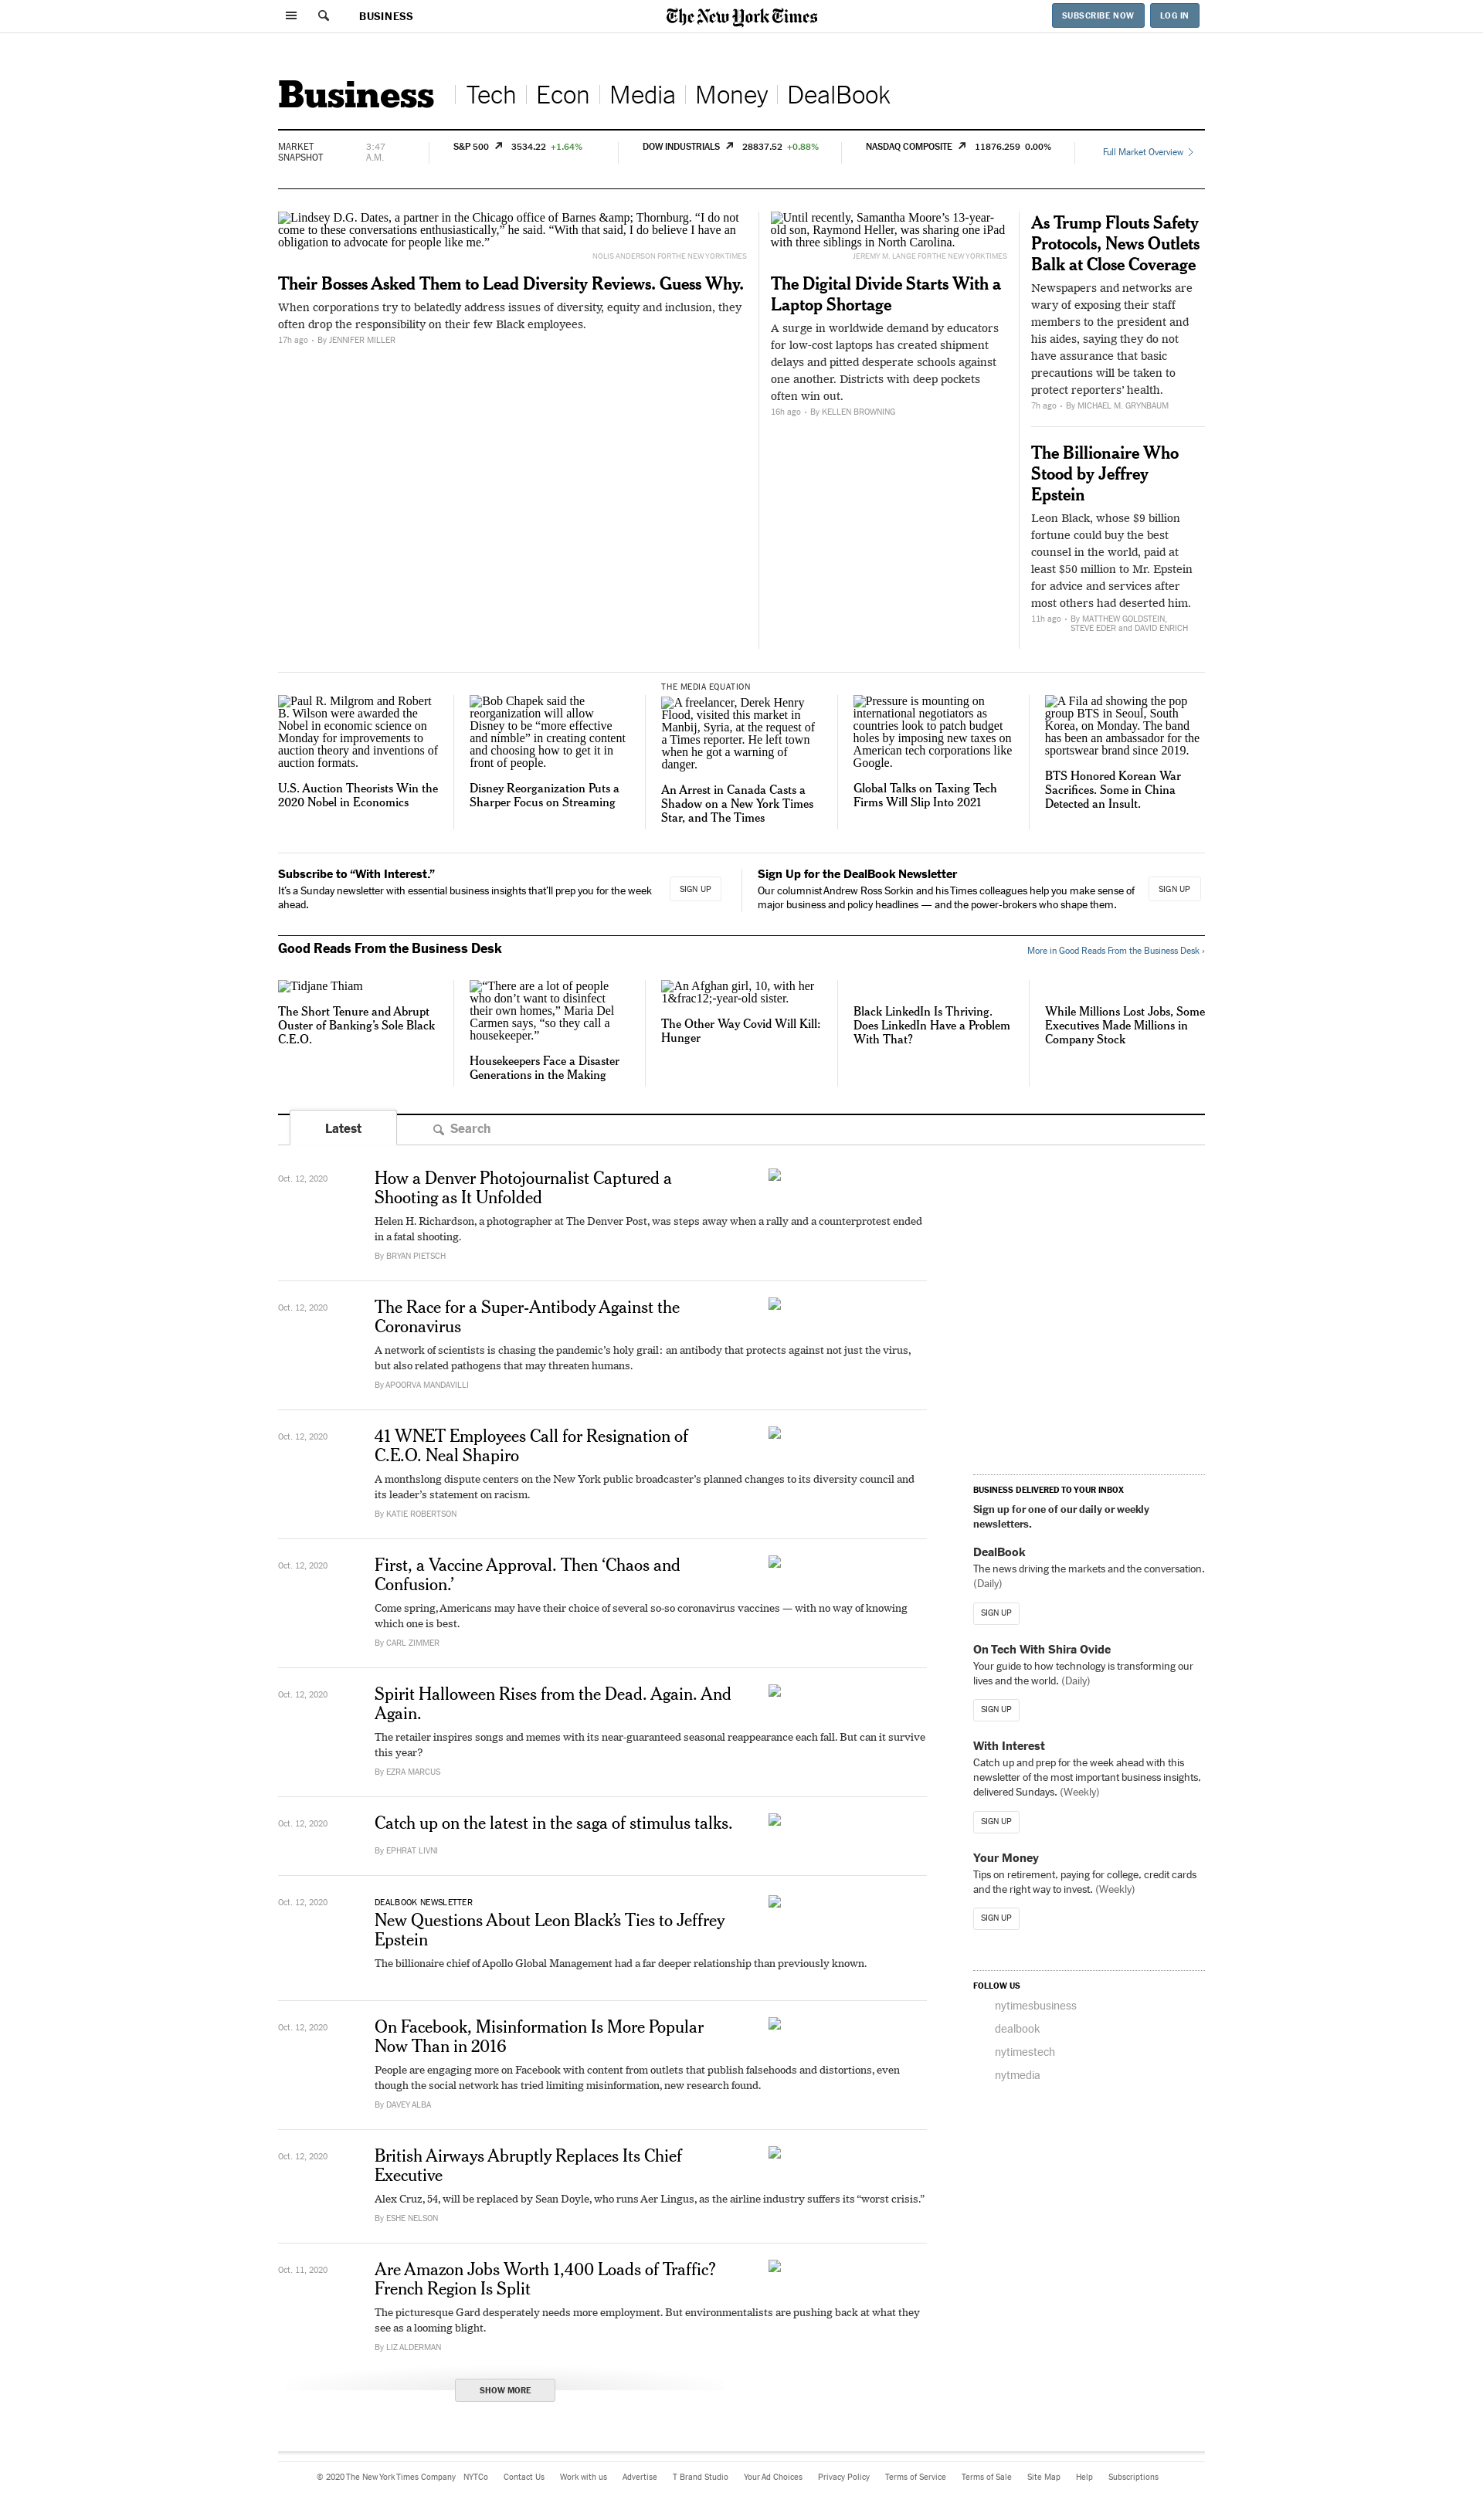 BUSINESS
The New York Times
SUBSCRIBE NOW
LOG IN
Business
Tech
Econ
Media
Money
DealBook
MARKET
SNAPSHOT
3:47
A.M.
S&P 500 3534.22 +1.64%
DOW INDUSTRIALS 28837.52 +0.88%
NASDAQ COMPOSITE 11876.259 0.00%
Full Market Overview
Lindsey D.G. Dates, a partner in the Chicago office of Barnes &amp; Thornburg. “I do not
come to these conversations enthusiastically,” he said. “With that said, I do believe I have an
obligation to advocate for people like me.”
NOLIS ANDERSON FOR THE NEW YORK TIMES
Their Bosses Asked Them to Lead Diversity Reviews. Guess Why.
When corporations try to belatedly address issues of diversity, equity and inclusion, they
often drop the responsibility on their few Black employees.
17h ago • By JENNIFER MILLER
Until recently, Samantha Moore’s 13-year-
old son, Raymond Heller, was sharing one iPad
with three siblings in North Carolina.
JEREMY M. LANGE FOR THE NEW YORK TIMES
The Digital Divide Starts With a
Laptop Shortage
A surge in worldwide demand by educators
for low-cost laptops has created shipment
delays and pitted desperate schools against
one another. Districts with deep pockets
often win out.
16h ago • By KELLEN BROWNING
As Trump Flouts Safety
Protocols, News Outlets
Balk at Close Coverage
Newspapers and networks are
wary of exposing their staff
members to the president and
his aides, saying they do not
have assurance that basic
precautions will be taken to
protect reporters’ health.
7h ago • By MICHAEL M. GRYNBAUM
The Billionaire Who
Stood by Jeffrey
Epstein
Leon Black, whose $9 billion
fortune could buy the best
counsel in the world, paid at
least $50 million to Mr. Epstein
for advice and services after
most others had deserted him.
11h ago • By MATTHEW GOLDSTEIN,
STEVE EDER and DAVID ENRICH
Paul R. Milgrom and Robert
B. Wilson were awarded the
Nobel in economic science on
Monday for improvements to
auction theory and inventions of
auction formats.
U.S. Auction Theorists Win the
2020 Nobel in Economics
Bob Chapek said the
reorganization will allow
Disney to be “more effective
and nimble” in creating content
and choosing how to get it in
front of people.
Disney Reorganization Puts a
Sharper Focus on Streaming
THE MEDIA EQUATION
A freelancer, Derek Henry
Flood, visited this market in
Manbij, Syria, at the request of
a Times reporter. He left town
when he got a warning of
danger.
An Arrest in Canada Casts a
Shadow on a New York Times
Star, and The Times
Pressure is mounting on
international negotiators as
countries look to patch budget
holes by imposing new taxes on
American tech corporations like
Google.
Global Talks on Taxing Tech
Firms Will Slip Into 2021
A Fila ad showing the pop
group BTS in Seoul, South
Korea, on Monday. The band
has been an ambassador for the
sportswear brand since 2019.
BTS Honored Korean War
Sacrifices. Some in China
Detected an Insult.
Subscribe to “With Interest.”
It’s a Sunday newsletter with essential business insights that’ll prep you for the week
ahead.
SIGN UP
Sign Up for the DealBook Newsletter
Our columnist Andrew Ross Sorkin and his Times colleagues help you make sense of
major business and policy headlines — and the power-brokers who shape them.
SIGN UP
Good Reads From the Business Desk
More in Good Reads From the Business Desk ›
Tidjane Thiam
The Short Tenure and Abrupt
Ouster of Banking’s Sole Black
C.E.O.
“There are a lot of people
who don’t want to disinfect
their own homes,” Maria Del
Carmen says, “so they call a
housekeeper.”
Housekeepers Face a Disaster
Generations in the Making
An Afghan girl, 10, with her
1&frac12;-year-old sister.
The Other Way Covid Will Kill:
Hunger
Black LinkedIn Is Thriving.
Does LinkedIn Have a Problem
With That?
While Millions Lost Jobs, Some
Executives Made Millions in
Company Stock
Latest
Search
Oct. 12, 2020
How a Denver Photojournalist Captured a
Shooting as It Unfolded
Helen H. Richardson, a photographer at The Denver Post, was steps away when a rally and a counterprotest ended
in a fatal shooting.
By BRYAN PIETSCH
Oct. 12, 2020
The Race for a Super-Antibody Against the
Coronavirus
A network of scientists is chasing the pandemic’s holy grail: an antibody that protects against not just the virus,
but also related pathogens that may threaten humans.
By APOORVA MANDAVILLI
Oct. 12, 2020
41 WNET Employees Call for Resignation of
C.E.O. Neal Shapiro
A monthslong dispute centers on the New York public broadcaster’s planned changes to its diversity council and
its leader’s statement on racism.
By KATIE ROBERTSON
Oct. 12, 2020
First, a Vaccine Approval. Then ‘Chaos and
Confusion.’
Come spring, Americans may have their choice of several so-so coronavirus vaccines — with no way of knowing
which one is best.
By CARL ZIMMER
Oct. 12, 2020
Spirit Halloween Rises from the Dead. Again. And
Again.
The retailer inspires songs and memes with its near-guaranteed seasonal reappearance each fall. But can it survive
this year?
By EZRA MARCUS
Oct. 12, 2020
Catch up on the latest in the saga of stimulus talks.
By EPHRAT LIVNI
Oct. 12, 2020
DEALBOOK NEWSLETTER
New Questions About Leon Black’s Ties to Jeffrey
Epstein
The billionaire chief of Apollo Global Management had a far deeper relationship than previously known.
Oct. 12, 2020
On Facebook, Misinformation Is More Popular
Now Than in 2016
People are engaging more on Facebook with content from outlets that publish falsehoods and distortions, even
though the social network has tried limiting misinformation, new research found.
By DAVEY ALBA
Oct. 12, 2020
British Airways Abruptly Replaces Its Chief
Executive
Alex Cruz, 54, will be replaced by Sean Doyle, who runs Aer Lingus, as the airline industry suffers its “worst crisis.”
By ESHE NELSON
Oct. 11, 2020
Are Amazon Jobs Worth 1,400 Loads of Traffic?
French Region Is Split
The picturesque Gard desperately needs more employment. But environmentalists are pushing back at what they
see as a looming blight.
By LIZ ALDERMAN
SHOW MORE
BUSINESS DELIVERED TO YOUR INBOX
Sign up for one of our daily or weekly
newsletters.
DealBook
The news driving the markets and the conversation.
(Daily)
SIGN UP
On Tech With Shira Ovide
Your guide to how technology is transforming our
lives and the world. (Daily)
SIGN UP
With Interest
Catch up and prep for the week ahead with this
newsletter of the most important business insights,
delivered Sundays. (Weekly)
SIGN UP
Your Money
Tips on retirement, paying for college, credit cards
and the right way to invest. (Weekly)
SIGN UP
FOLLOW US
nytimesbusiness
dealbook
nytimestech
nytmedia
© 2020 The New York Times Company NYTCo Contact Us Work with us Advertise T Brand Studio Your Ad Choices Privacy Policy Terms of Service Terms of Sale Site Map Help Subscriptions